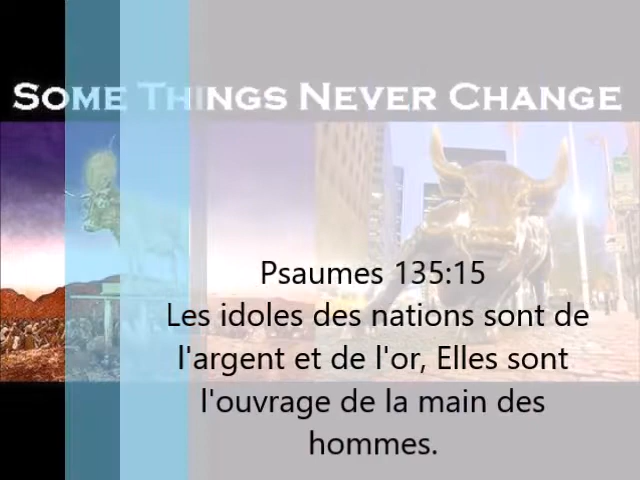 SOME THINGS NEVER CHANGE
Psaumes 135:15
Les idoles des nations sont de
l'argent et de l'or, Elles sont
l'ouvrage de la main des
hommes.